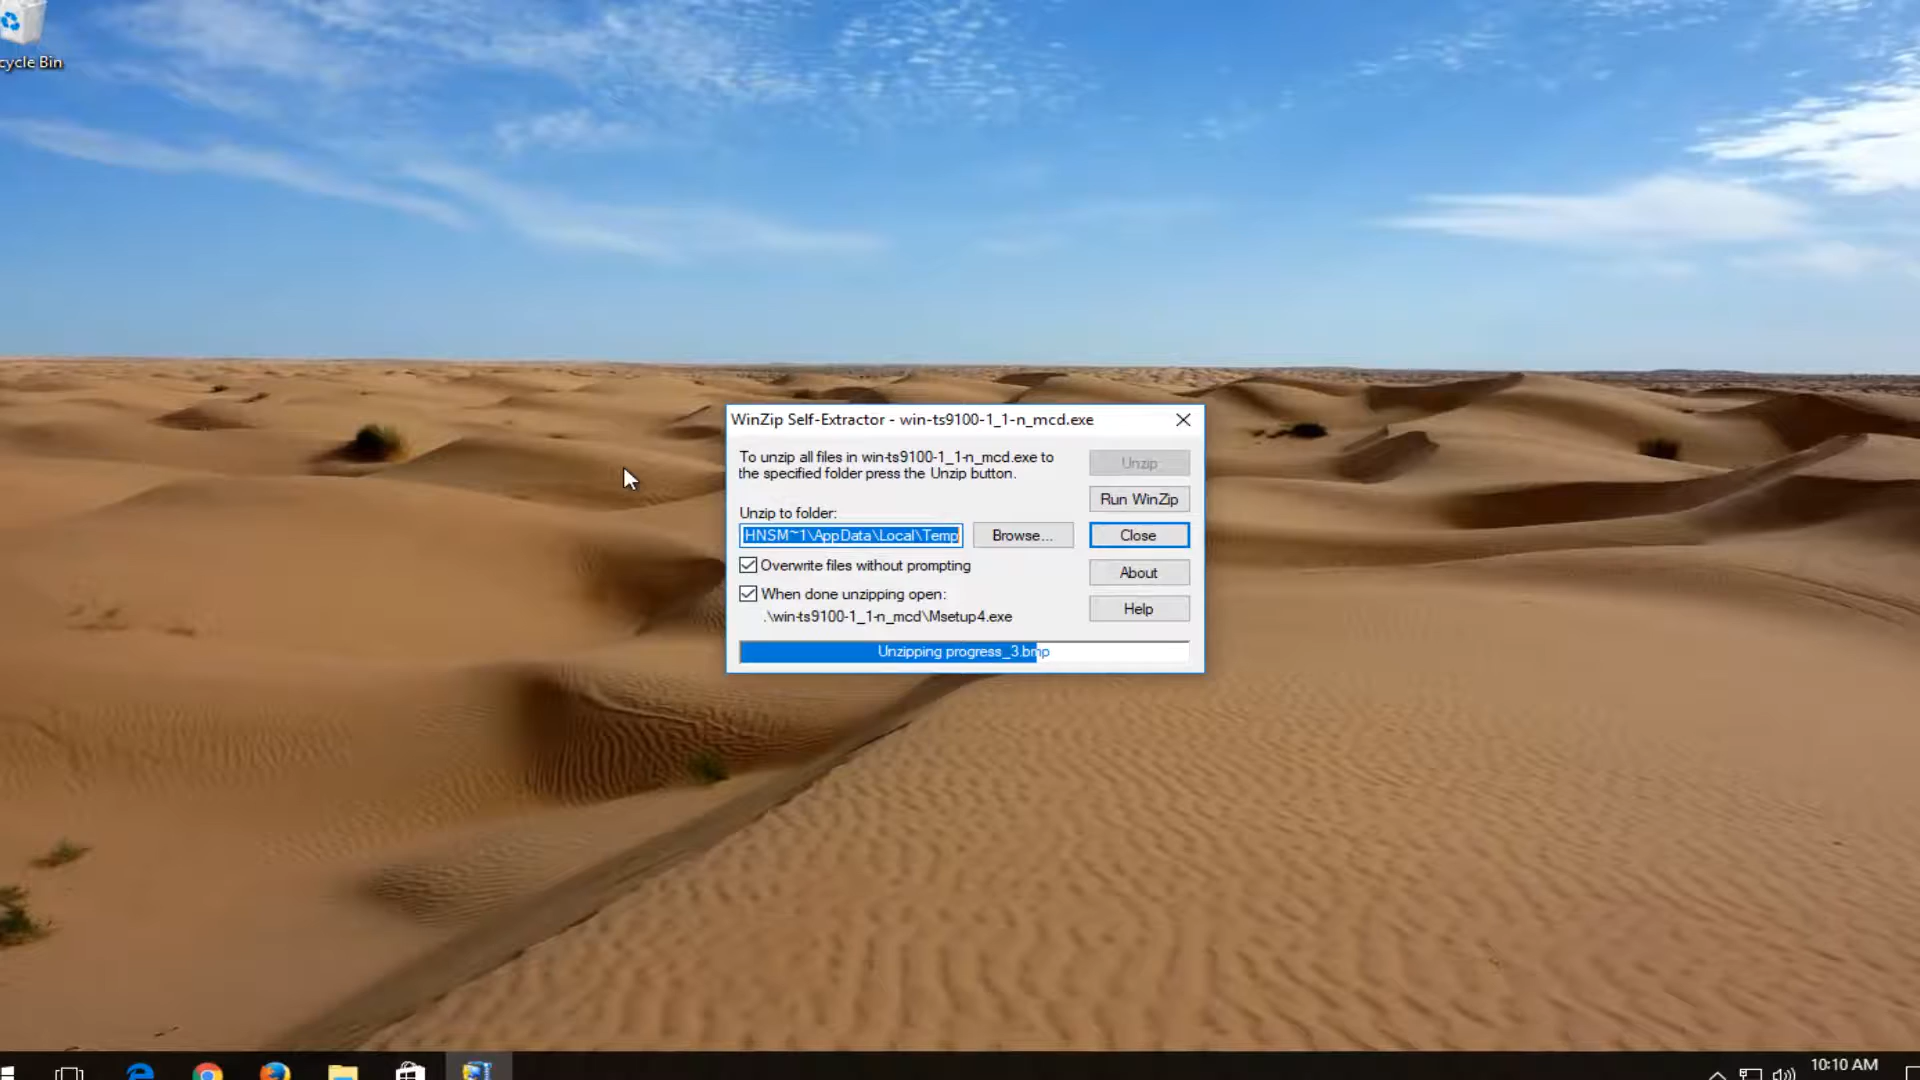 cycle Bin
WinZip Self-Extractor - win-ts9100-1_1-n_mcd.exe
To unzip all files in win-ts9100-1_1-n_mcd.exe to
the specified folder press the Unzip button.
Unzip
Run WinZip
Unzip to folder:
HNSM~1\AppData\Local\Temp
Browse...
Close
Overwrite files without prompting
About
When done unzipping open:
.\win-ts9100-1_1-n_mcd\Msetup4.exe
Help
Unzipping progress_3.bmp
10:10 AM